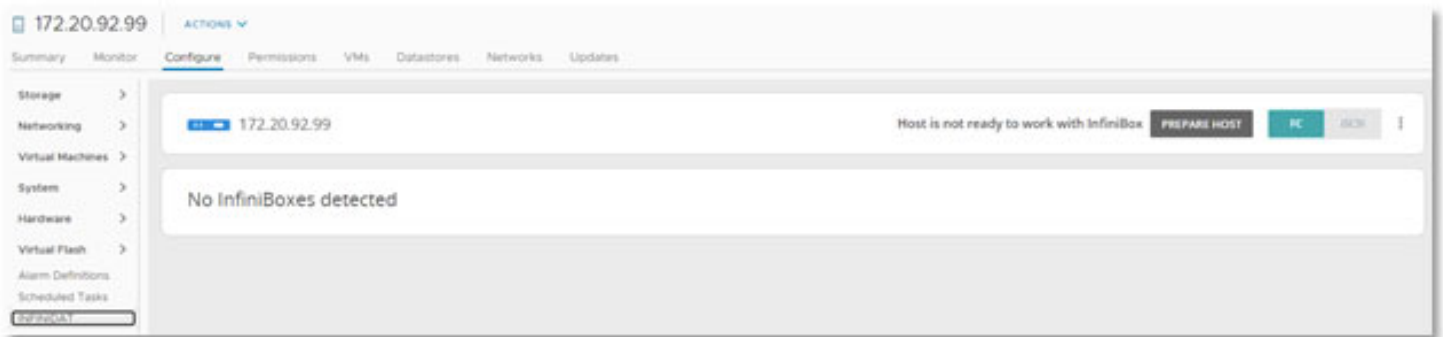 172.20.92.99 ACTIONS
Summary Monitor Configure Permissions VMs Datastores Networks Updates
Storage
Networking
Virtual Machines
System
Hardware
Virtual Flash
Alarm Definitions
Scheduled Tasks
INFINIDAT
172.20.92.99 Host is not ready to work with InfiniBox PREPARE HOST FC ISCSI
No InfiniBoxes detected